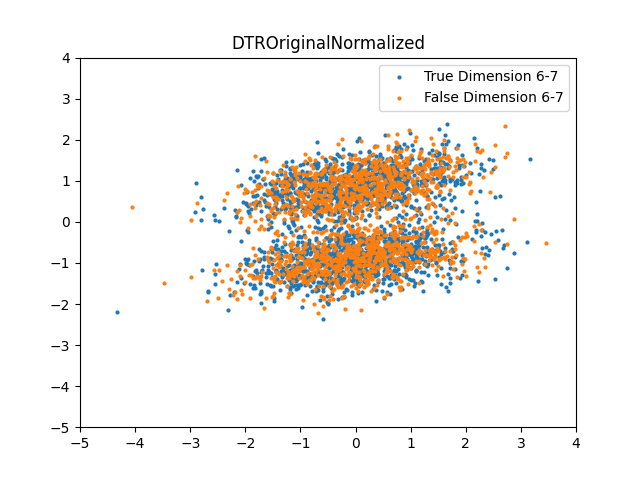 DTROriginalNormalized
True Dimension 6-7
False Dimension 6-7
4
3
2
1
0
−1
−2
−3
−4
−5
−5 −4 −3 −2 −1 0 1 2 3 4